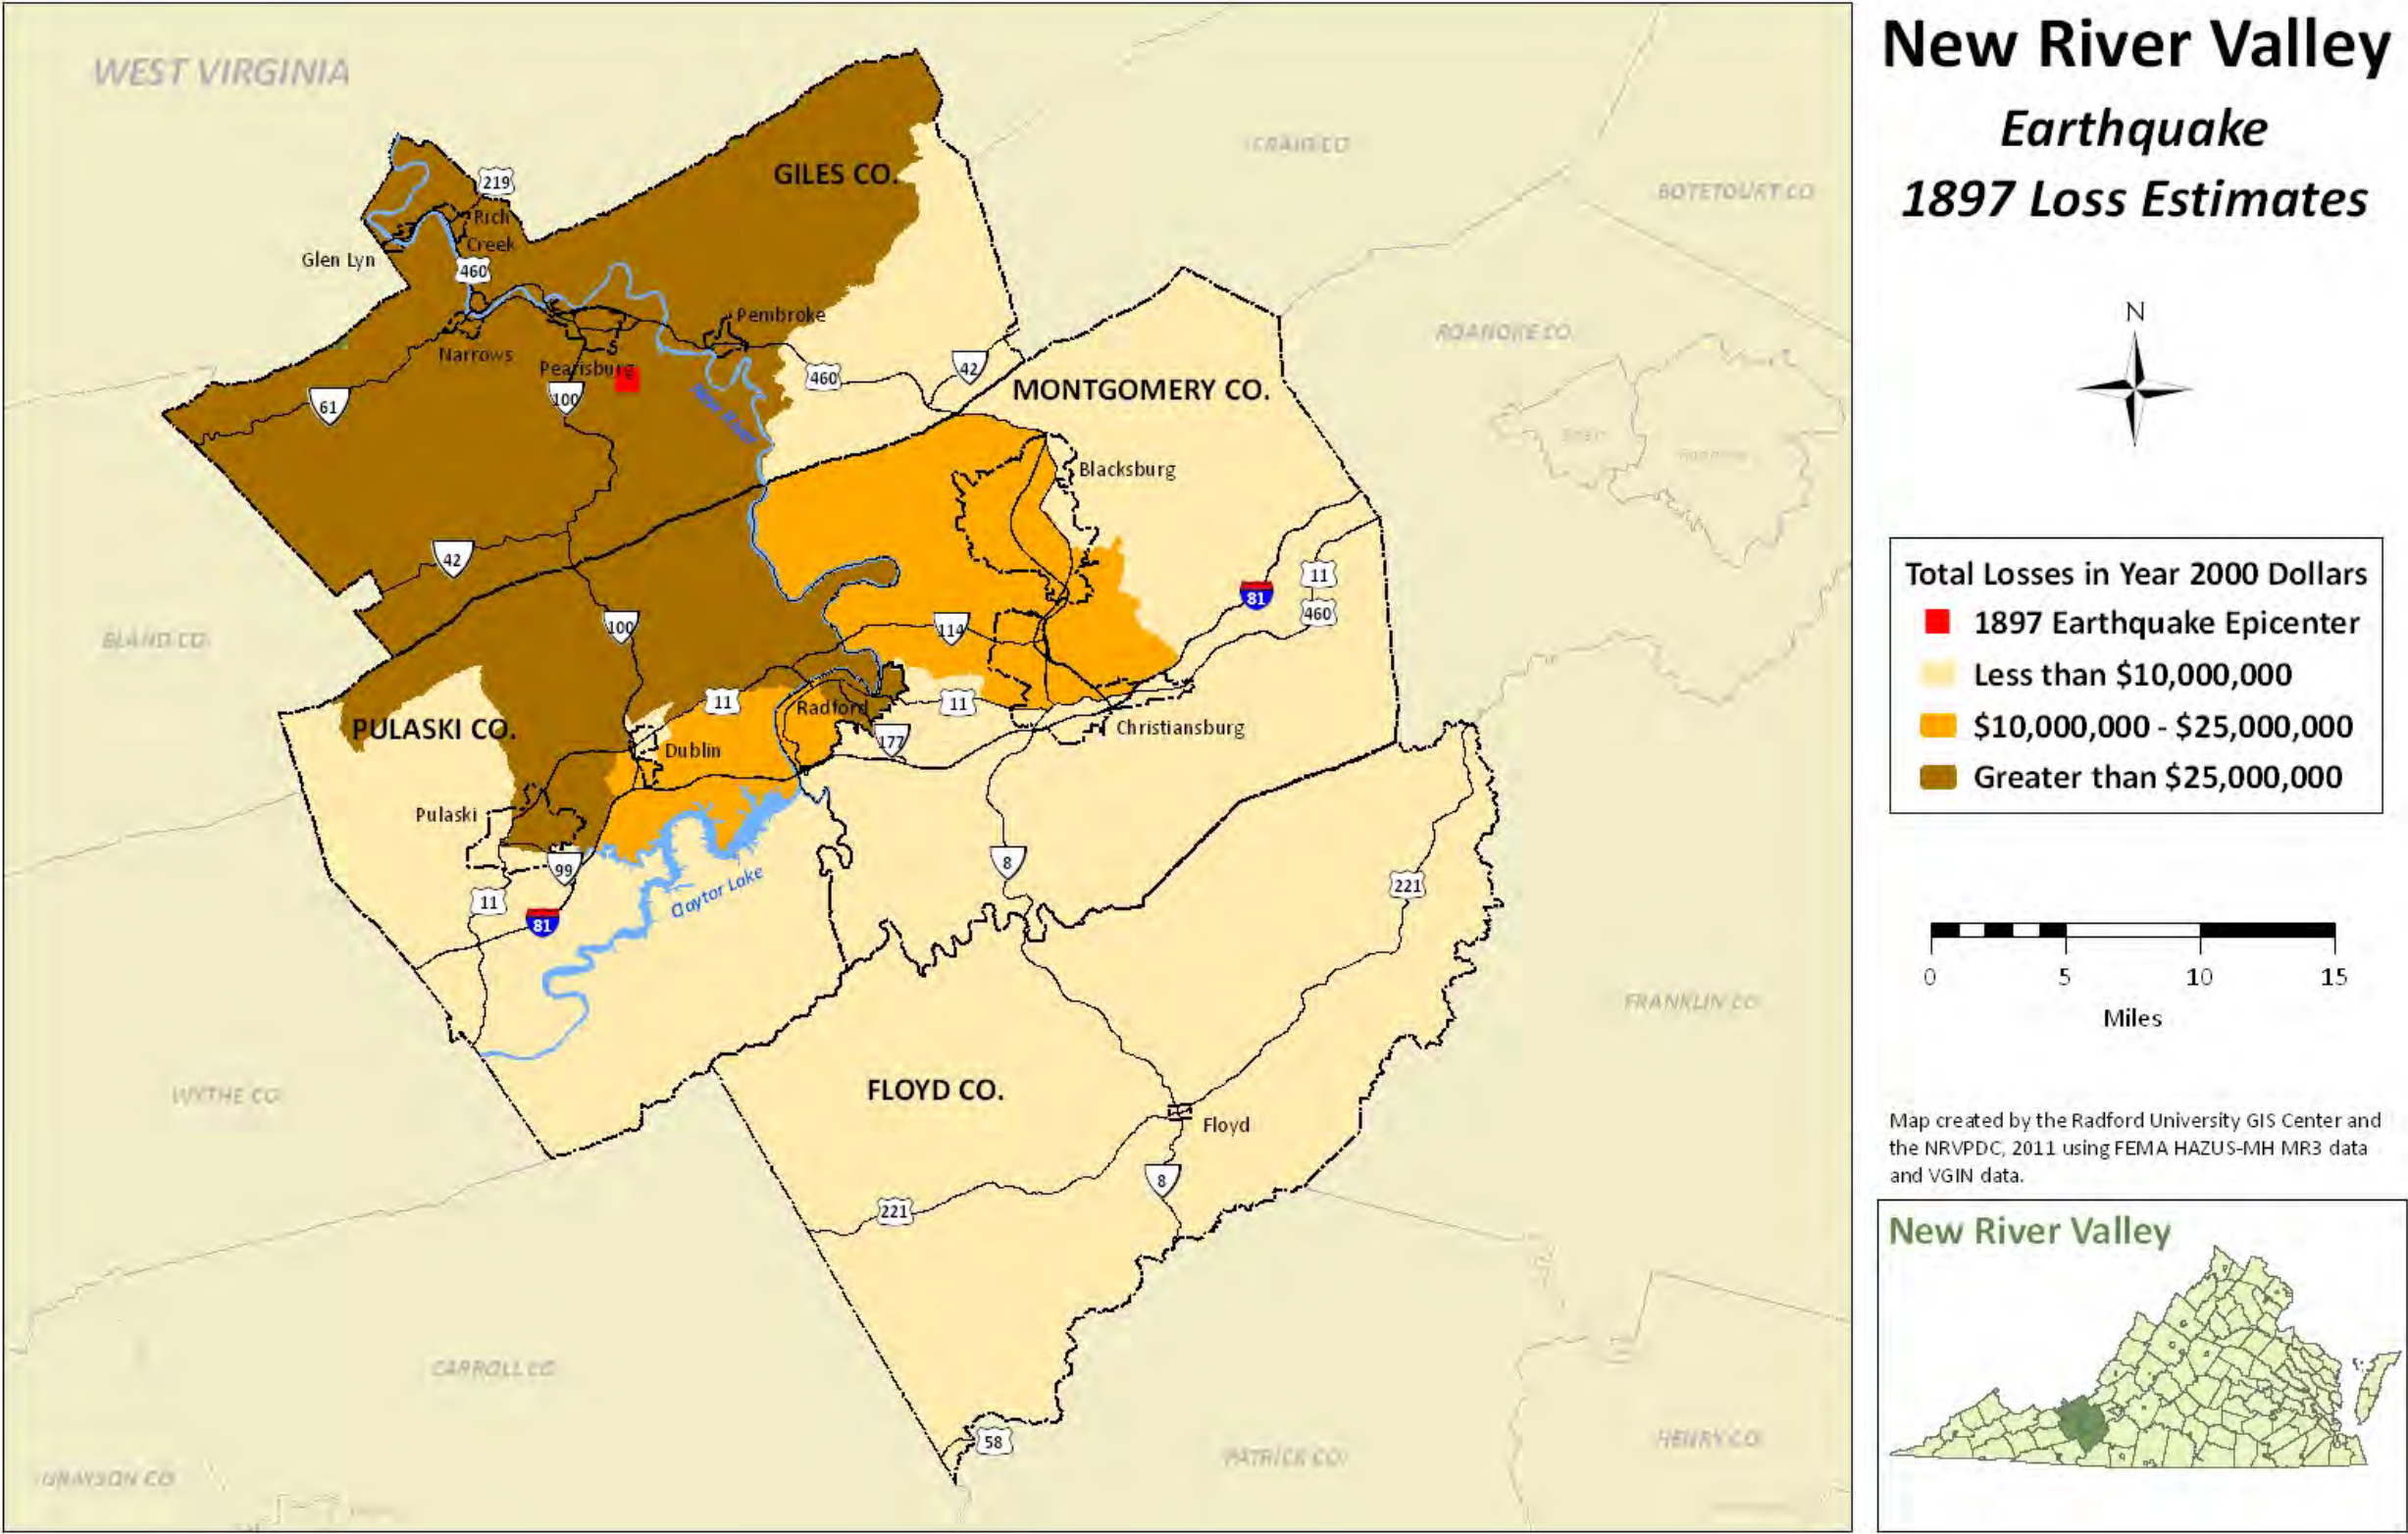 New River Valley
Earthquake
1897 Loss Estimates
N
Total Losses in Year 2000 Dollars
1897 Earthquake Epicenter
Less than $10,000,000
$10,000,000 - $25,000,000
Greater than $25,000,000
0 5 10 15
Miles
Map created by the Radford University GIS Center and
the NRVPDC, 2011 using FEMA HAZUS-MH MR3 data
and VGIN data.
New River Valley
WEST VIRGINIA
CRAIG CO
BOTETOURT CO
GILES CO.
219
Rich
Creek
Glen Lyn
460
Pembroke
ROANOKE CO
Narrows
Pearisburg
460
42
MONTGOMERY CO.
61
100
New River
Blacksburg
42
11
81
460
BLAND CO
100
114
11
Radford
11
PULASKI CO.
177
Christiansburg
Dublin
Pulaski
99
8
221
11
Claytor Lake
81
FRANKLIN CO
WYTHE CO
FLOYD CO.
Floyd
8
221
CARROLL CO
58
PATRICK CO
HENRY CO
GRAYSON CO